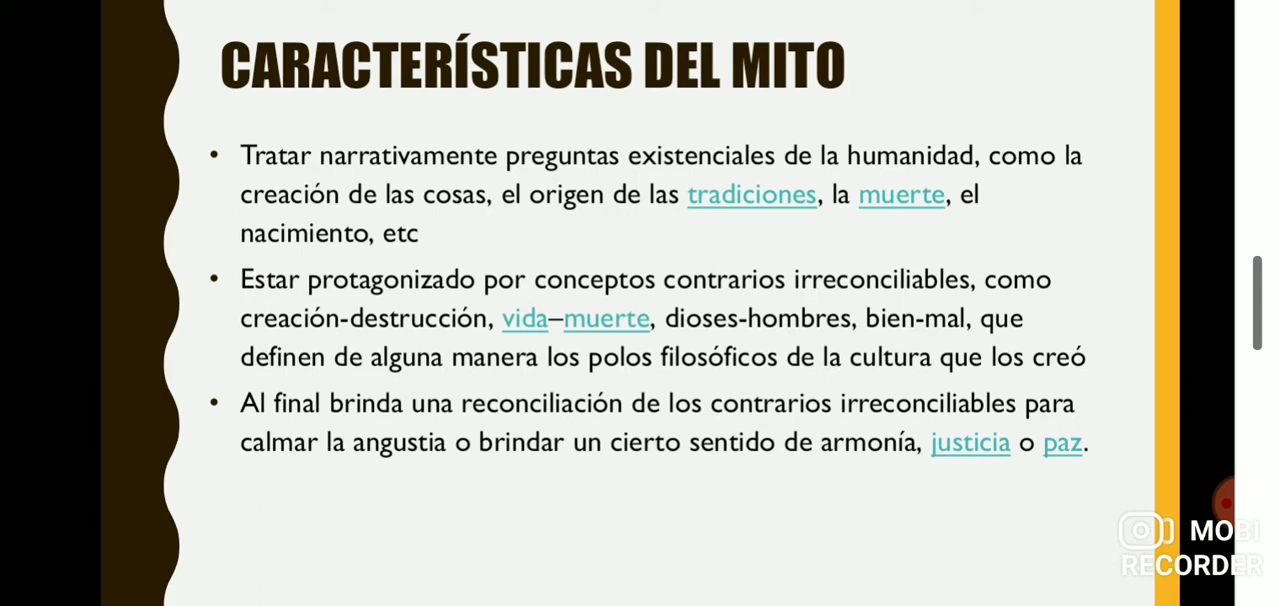 CARACTERÍSTICAS DEL MITO
• Tratar narrativamente preguntas existenciales de la humanidad, como la
creación de las cosas, el origen de las tradiciones, la muerte, el
nacimiento, etc
• Estar protagonizado por conceptos contrarios irreconciliables, como
creación-destrucción, vida–muerte, dioses-hombres, bien-mal, que
definen de alguna manera los polos filosóficos de la cultura que los creó
• Al final brinda una reconciliación de los contrarios irreconciliables para
calmar la angustia o brindar un cierto sentido de armonía, justicia o paz.
MOBI
RECORDER